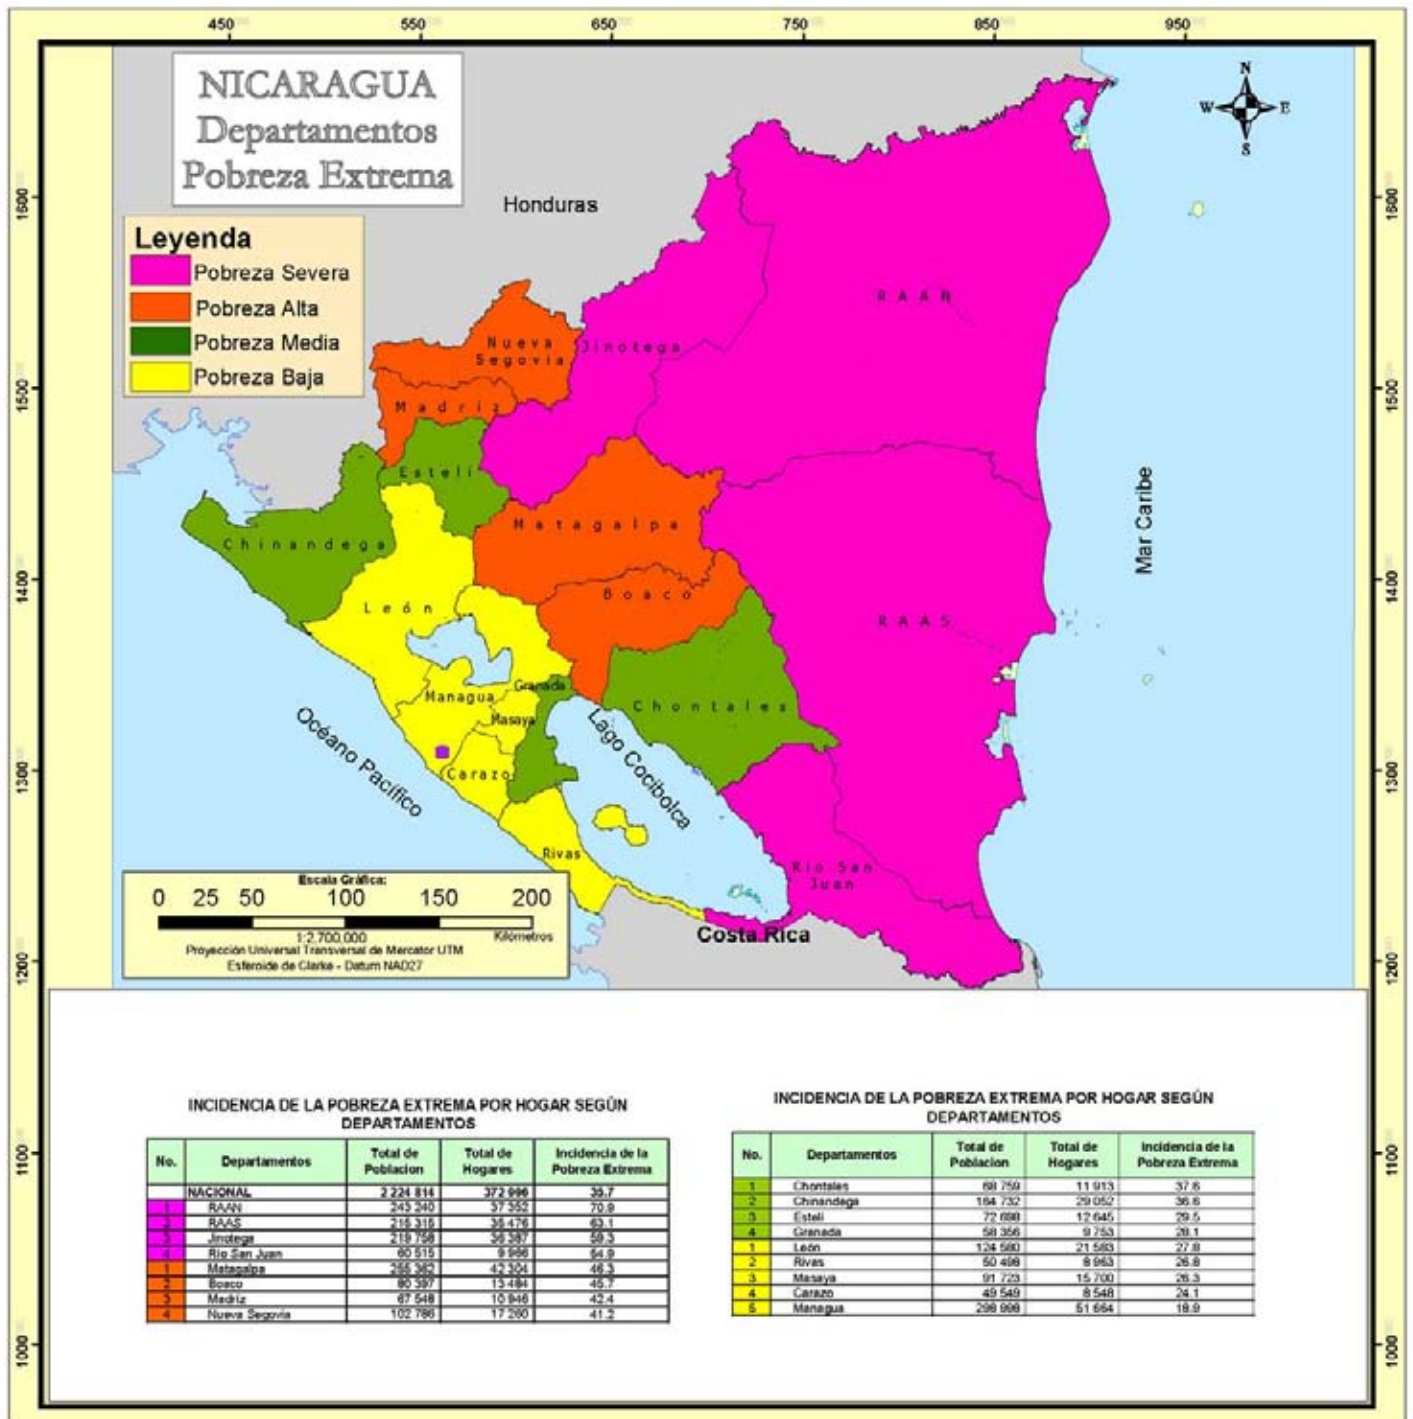 450 550 650 750 850 950
NICARAGUA
Departamentos
Pobreza Extrema
N
W E
S
Honduras
Leyenda
Pobreza Severa
Pobreza Alta
Pobreza Media
Pobreza Baja
1600 1600
1500 1500
1400 1400
1300 1300
1200 1200
1100 1100
1000 1000
RAAN
Nueva
Segovia
Jinotega
Madriz
Estelí
Matagalpa
Chinandega
Boaco
León
RAAS
Mar Caribe
Granada
Managua
Masaya
Chontales
Carazo
Océano Pacífico
Lago Cocibolca
Rivas
Río San
Juan
Costa Rica
Escala Gráfica:
0 25 50 100 150 200
1:2,700,000 Kilómetros
Proyección Universal Transversal de Mercator UTM
Esferoide de Clarke - Datum NAD27
INCIDENCIA DE LA POBREZA EXTREMA POR HOGAR SEGÚN
DEPARTAMENTOS
No. Departamentos Total de Poblacion Total de Hogares Incidencia de la Pobreza Extrema
NACIONAL 2 224 814 372 996 35.7
1 RAAN 243 240 37 352 70.9
2 RAAS 215 315 35 476 63.1
3 Jinotega 219 758 36 387 59.3
4 Rio San Juan 60 515 9 966 54.9
1 Matagalpa 255 362 42 304 46.3
2 Boaco 80 397 13 484 45.7
3 Madriz 67 548 10 946 42.4
4 Nueva Segovia 102 786 17 260 41.2
INCIDENCIA DE LA POBREZA EXTREMA POR HOGAR SEGÚN
DEPARTAMENTOS
No. Departamentos Total de Poblacion Total de Hogares Incidencia de la Pobreza Extrema
1 Chontales 68 759 11 913 37.6
2 Chinandega 164 732 29 052 36.6
3 Estelí 72 698 12 645 29.5
4 Granada 58 356 9 753 28.1
1 León 124 580 21 583 27.8
2 Rivas 50 498 8 963 26.8
3 Masaya 91 723 15 700 26.3
4 Carazo 49 549 8 548 24.1
5 Managua 298 998 51 664 18.9